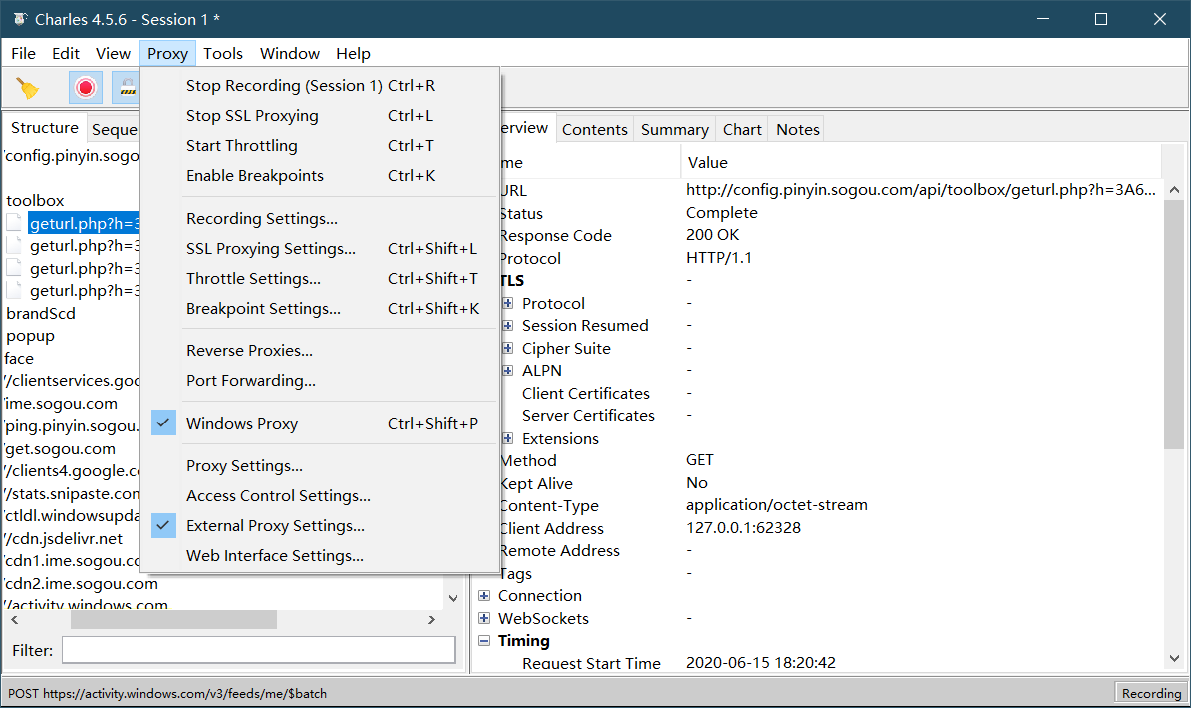 Charles 4.5.6 - Session 1 *
File Edit View Proxy Tools Window Help
Stop Recording (Session 1) Ctrl+R
Stop SSL Proxying Ctrl+L
Start Throttling Ctrl+T
Enable Breakpoints Ctrl+K
Recording Settings...
SSL Proxying Settings... Ctrl+Shift+L
Throttle Settings... Ctrl+Shift+T
Breakpoint Settings... Ctrl+Shift+K
Reverse Proxies...
Port Forwarding...
Windows Proxy Ctrl+Shift+P
Proxy Settings...
Access Control Settings...
External Proxy Settings...
Web Interface Settings...
Structure Seque
/config.pinyin.sogo
toolbox
geturl.php?h=3
geturl.php?h=3
geturl.php?h=3
geturl.php?h=3
brandScd
popup
face
//clientservices.goo
/ime.sogou.com
/ping.pinyin.sogou.
/get.sogou.com
//clients4.google.co
//stats.snipaste.com
/ctldl.windowsupda
//cdn.jsdelivr.net
/cdn1.ime.sogou.co
/cdn2.ime.sogou.com
//activity.windows.com
Filter:
erview Contents Summary Chart Notes
me Value
URL http://config.pinyin.sogou.com/api/toolbox/geturl.php?h=3A6...
Status Complete
Response Code 200 OK
Protocol HTTP/1.1
TLS -
Protocol -
Session Resumed -
Cipher Suite -
ALPN -
Client Certificates -
Server Certificates -
Extensions -
Method GET
Kept Alive No
Content-Type application/octet-stream
Client Address 127.0.0.1:62328
Remote Address -
Tags -
Connection
WebSockets -
Timing
Request Start Time 2020-06-15 18:20:42
POST https://activity.windows.com/v3/feeds/me/$batch
Recording